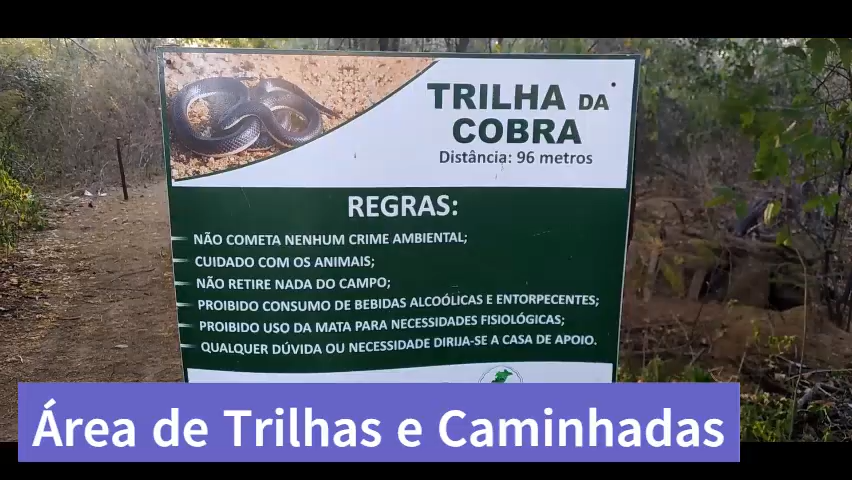 TRILHA DA
COBRA
Distância: 96 metros
REGRAS:
NÃO COMETA NENHUM CRIME AMBIENTAL;
CUIDADO COM OS ANIMAIS;
NÃO RETIRE NADA DO CAMPO;
PROIBIDO CONSUMO DE BEBIDAS ALCOÓLICAS E ENTORPECENTES;
PROIBIDO USO DA MATA PARA NECESSIDADES FISIOLÓGICAS;
QUALQUER DÚVIDA OU NECESSIDADE DIRIJA-SE A CASA DE APOIO.
Área de Trilhas e Caminhadas